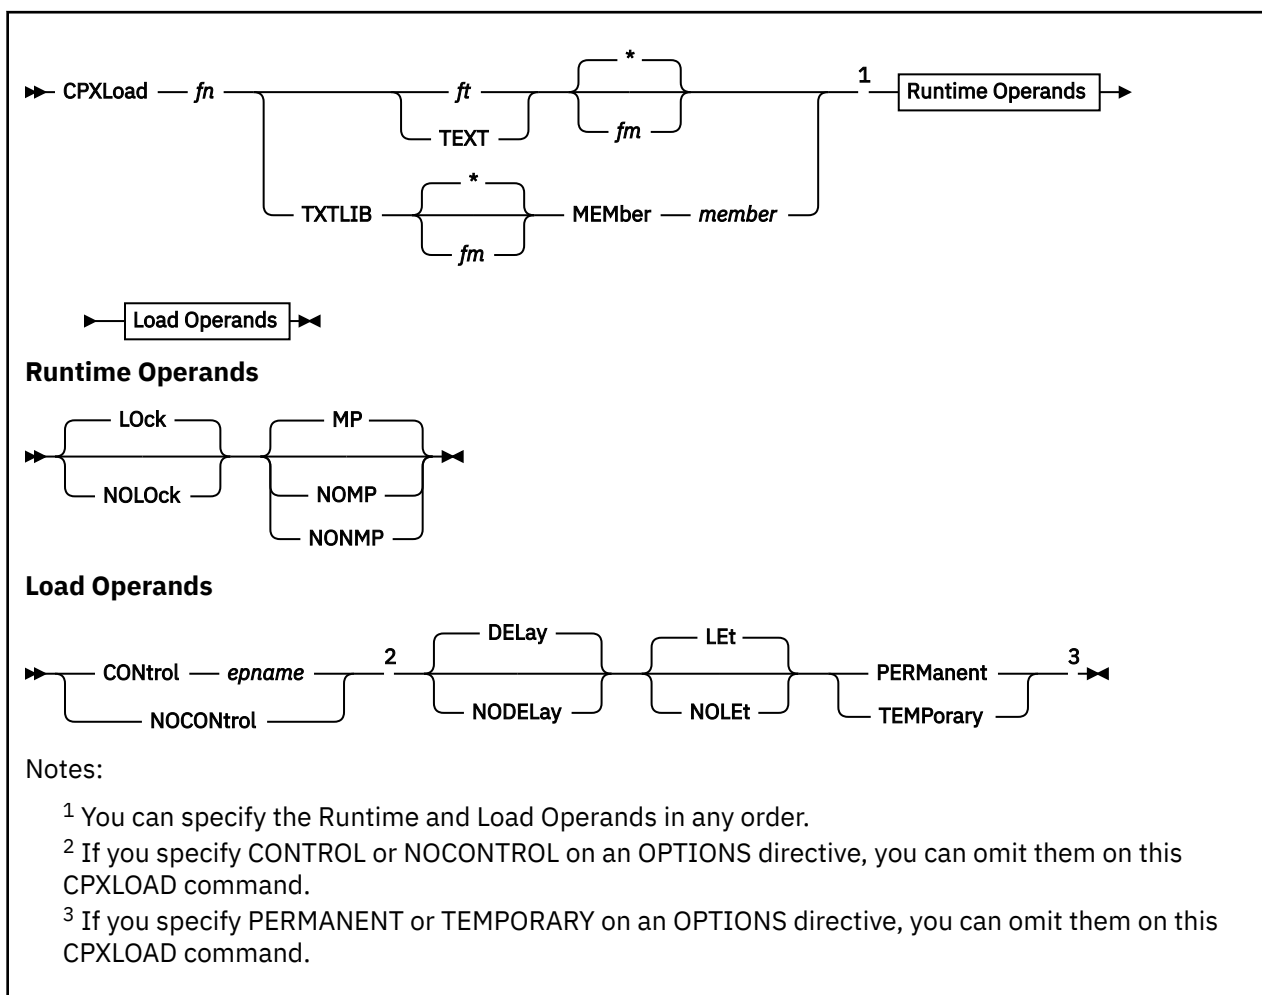 *
CPXLoad fn ft 1 Runtime Operands
TEXT fm
*
TXTLIB MEMber member
fm
Load Operands
Runtime Operands
LOck MP
NOLOck NOMP
NONMP
Load Operands
DELay LEt
CONtrol epname 2 PERManent 3
NOCONtrol NODELay NOLEt TEMPorary
Notes:
1 You can specify the Runtime and Load Operands in any order.
2 If you specify CONTROL or NOCONTROL on an OPTIONS directive, you can omit them on this
CPXLOAD command.
3 If you specify PERMANENT or TEMPORARY on an OPTIONS directive, you can omit them on this
CPXLOAD command.